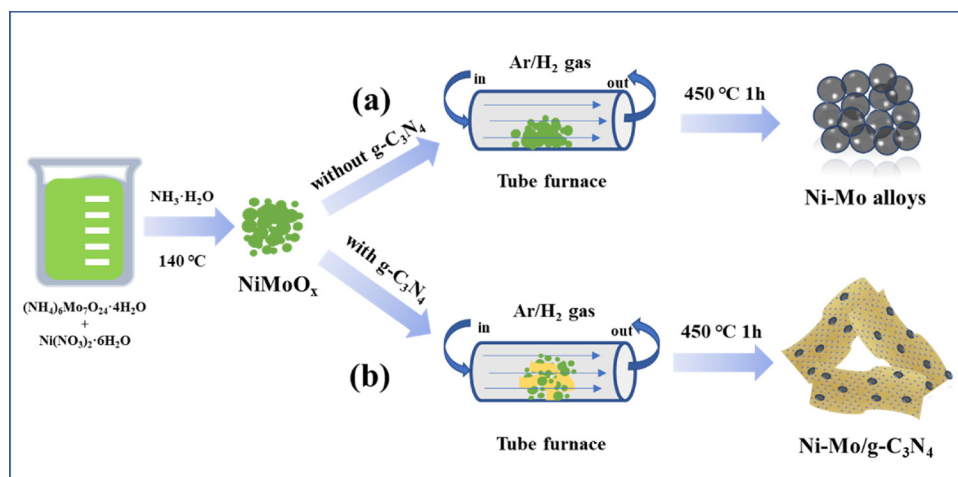 (NH₄)₆Mo₇O₂₄·4H₂O
+
Ni(NO₃)₂·6H₂O
NH₃·H₂O
140 ℃
NiMoOₓ
(a)
without g-C₃N₄
Ar/H₂ gas
in
out
Tube furnace
450 ℃ 1h
Ni-Mo alloys
(b)
with g-C₃N₄
Ar/H₂ gas
in
out
Tube furnace
450 ℃ 1h
Ni-Mo/g-C₃N₄